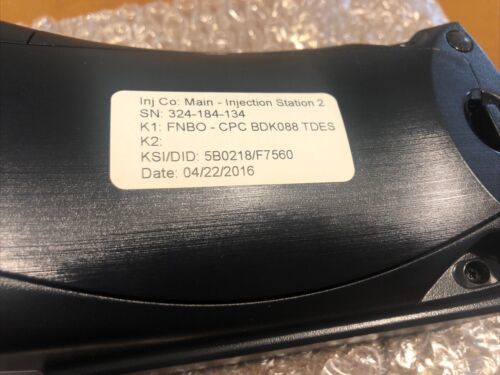 Inj Co: Main - Injection Station 2
SN: 324-184-134
K1: FNBO - CPC BDK088 TDES
K2:
KSI/DID: 5B0218/F7560
Date: 04/22/2016